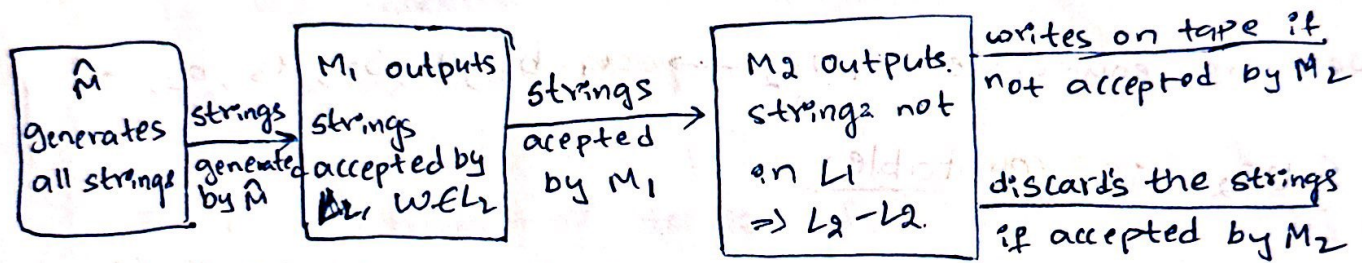 M̂
generates
all strings
strings
generated
by M̂
M1 outputs
strings
accepted by
w∈L2
strings
acepted
by M1
M2 outputs.
strings not
in L1
=> L2-L2.
writes on tape if
not accepted by M2
discard's the strings
if accepted by M2